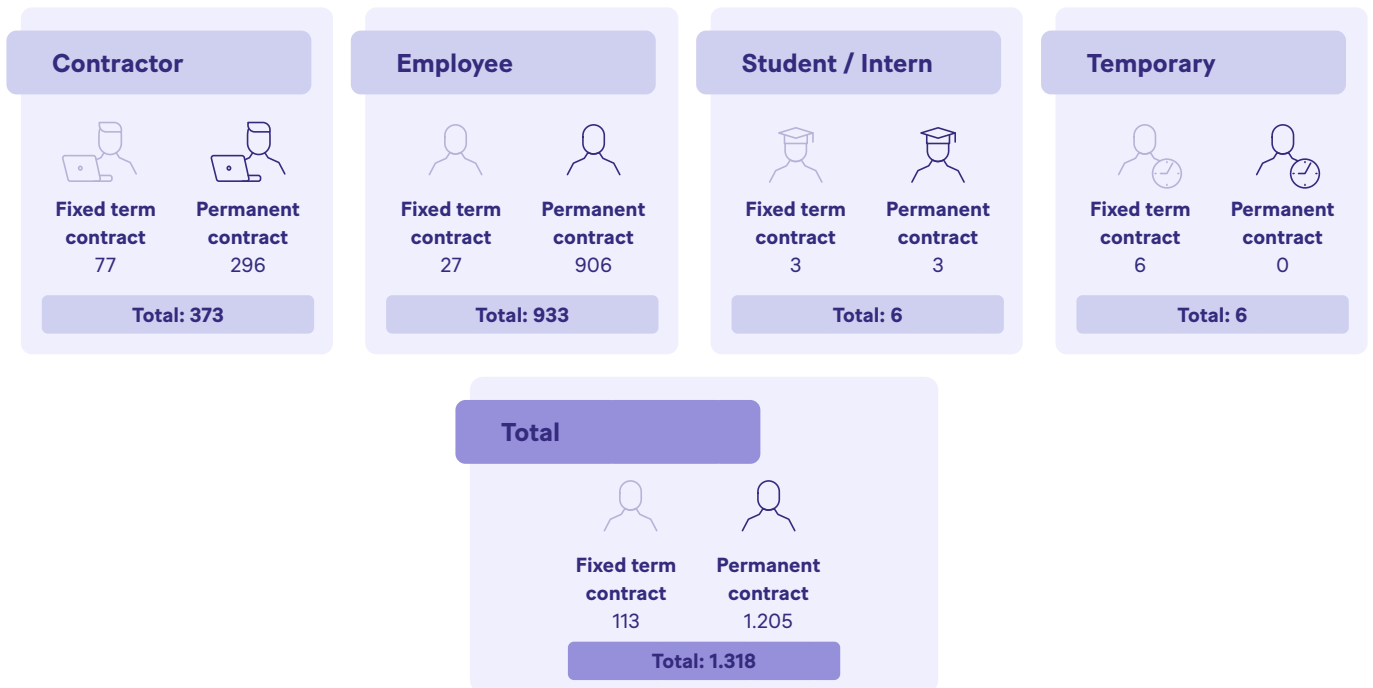 Contractor
Fixed term
contract
77
Permanent
contract
296
Total: 373
Employee
Fixed term
contract
27
Permanent
contract
906
Total: 933
Student / Intern
Fixed term
contract
3
Permanent
contract
3
Total: 6
Temporary
Fixed term
contract
6
Permanent
contract
0
Total: 6
Total
Fixed term
contract
113
Permanent
contract
1.205
Total: 1.318